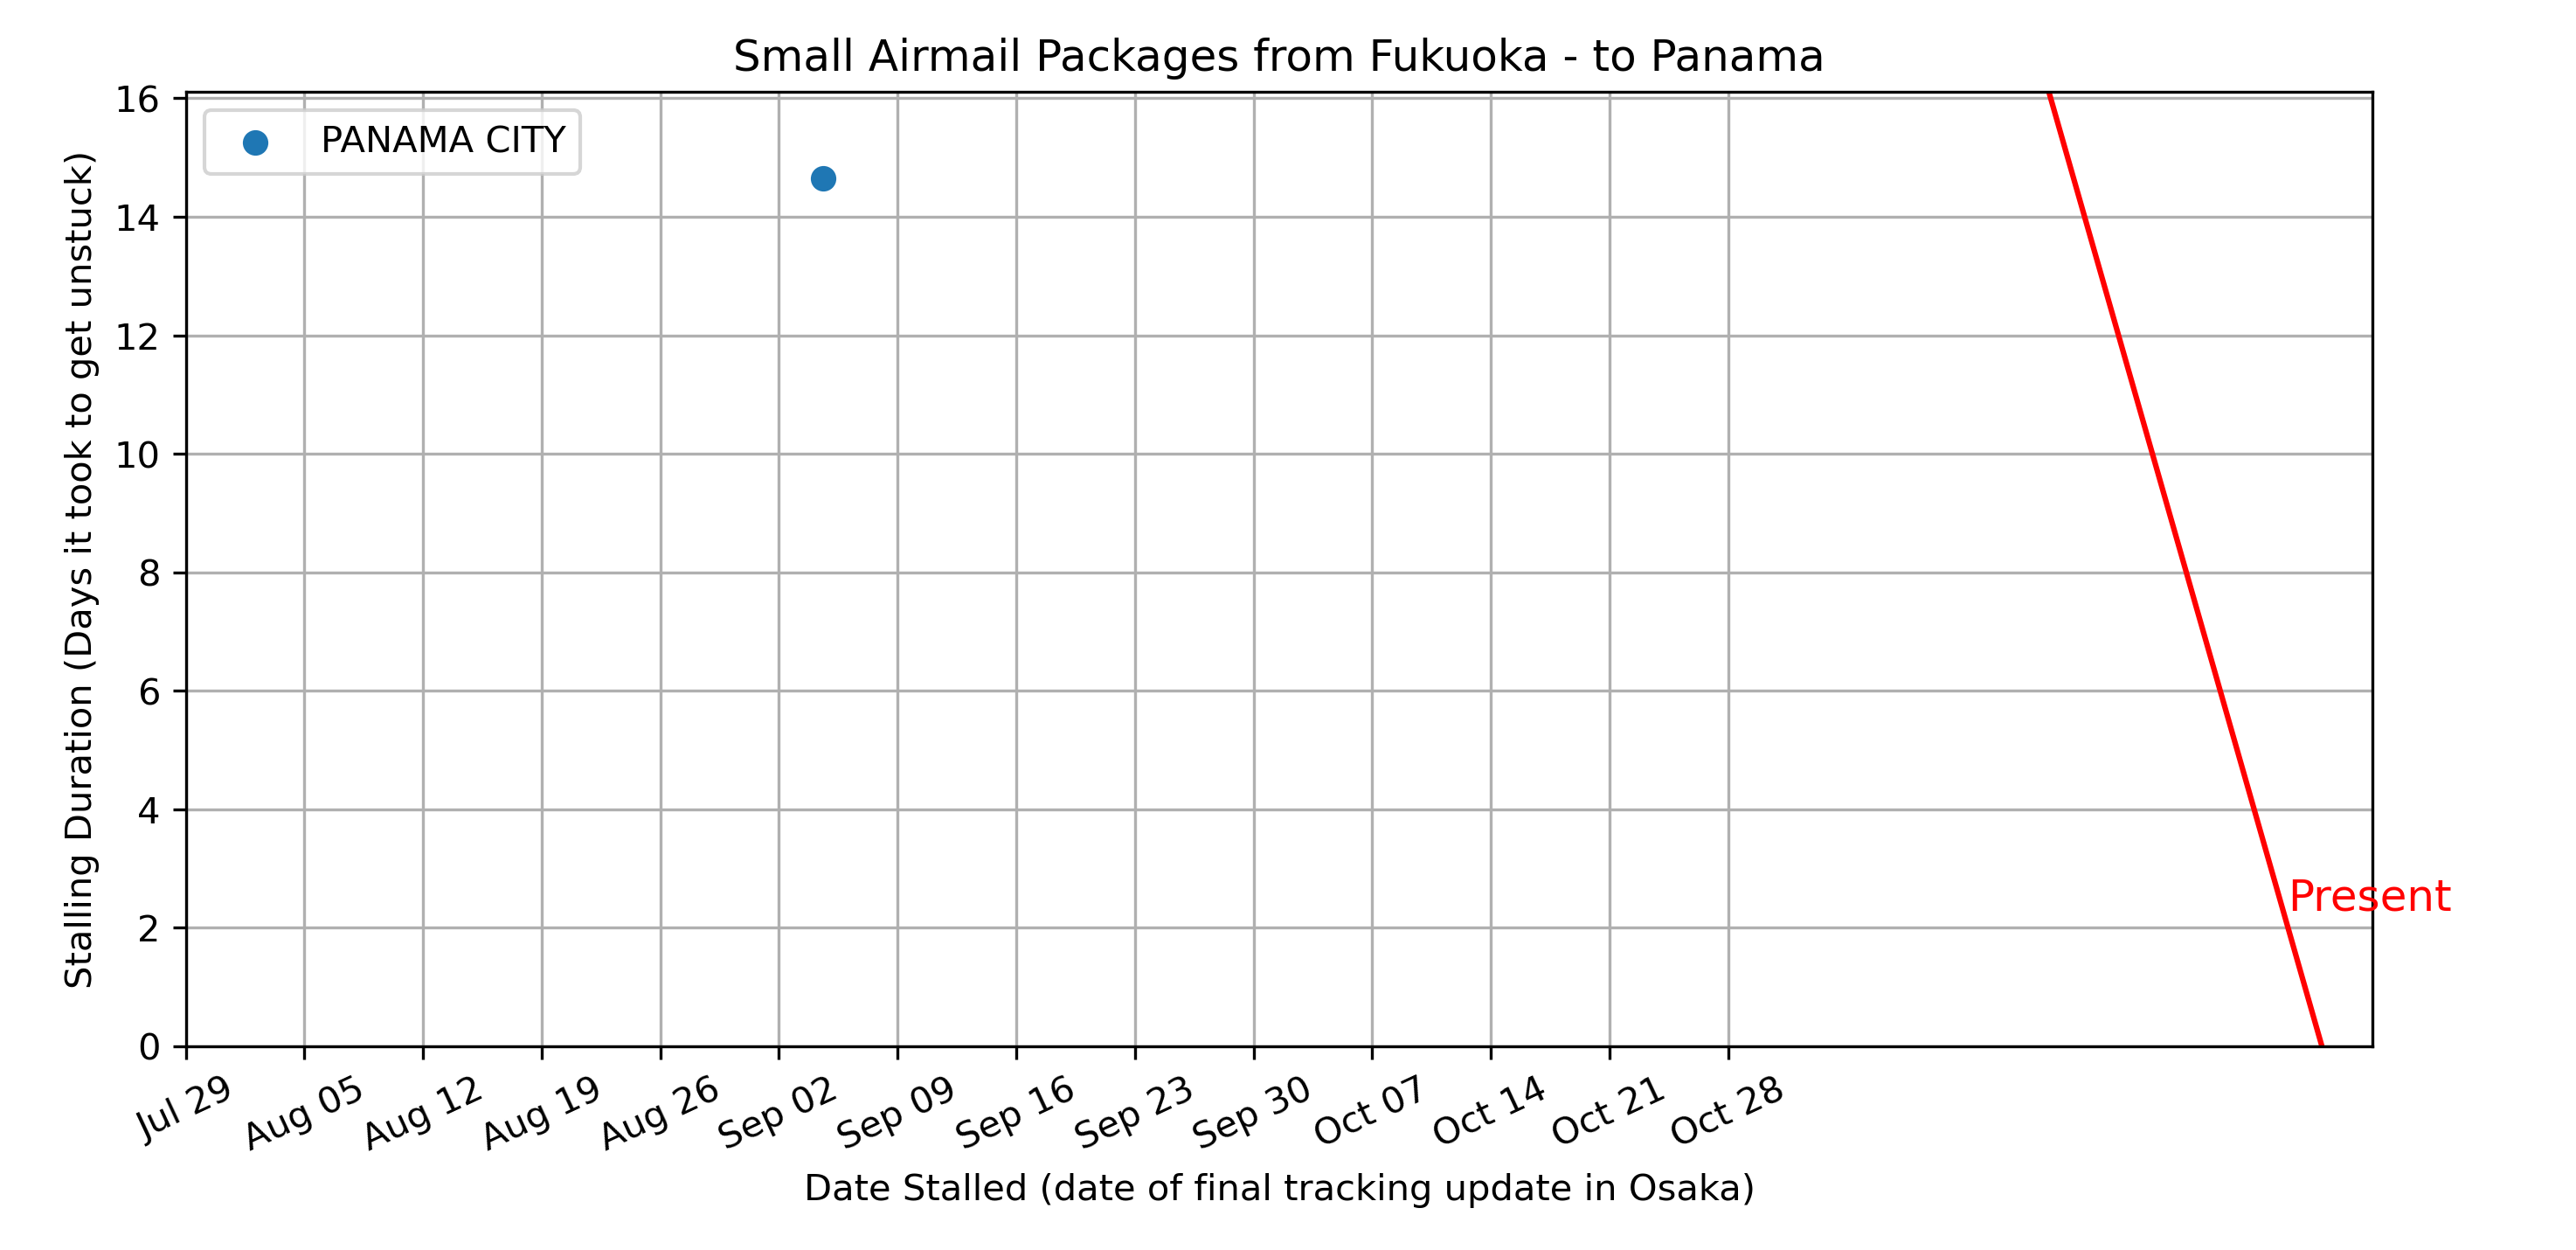 Small Airmail Packages from Fukuoka - to Panama
PANAMA CITY
Stalling Duration (Days it took to get unstuck)
16
14
12
10
8
6
4
2
0
Present
Jul 29
Aug 05
Aug 12
Aug 19
Aug 26
Sep 02
Sep 09
Sep 16
Sep 23
Sep 30
Oct 07
Oct 14
Oct 21
Oct 28
Date Stalled (date of final tracking update in Osaka)